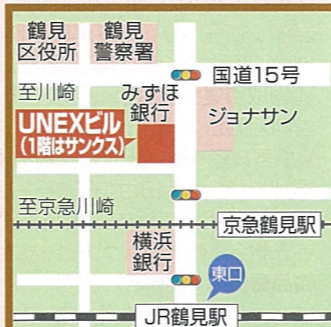 鶴見
区役所
鶴見
警察署
国道15号
至川崎
みずほ
銀行
ジョナサン
UNEXビル
(1階はサンクス)
至京急川崎
京急鶴見駅
横浜
銀行
東口
JR鶴見駅